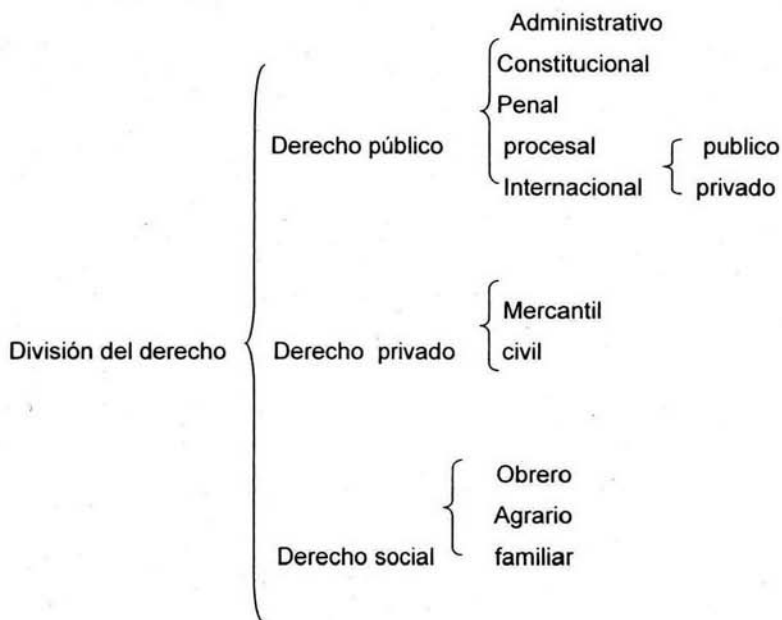 Administrativo
Constitucional
Penal
Derecho público
procesal
publico
Internacional
privado
Mercantil
División del derecho
Derecho privado
civil
Obrero
Agrario
Derecho social
familiar